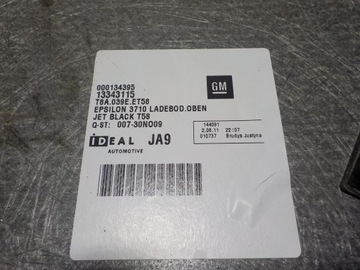 000134395
13343115
T8A.039E.ET58
EPSILON 3710 LADEBOD.OBEN
JET BLACK T58
Q-ST: 007-30NO09
GM
IDEAL JA9
AUTOMOTIVE
144091
2.08.11 22:07
010737 Brudys Justyna